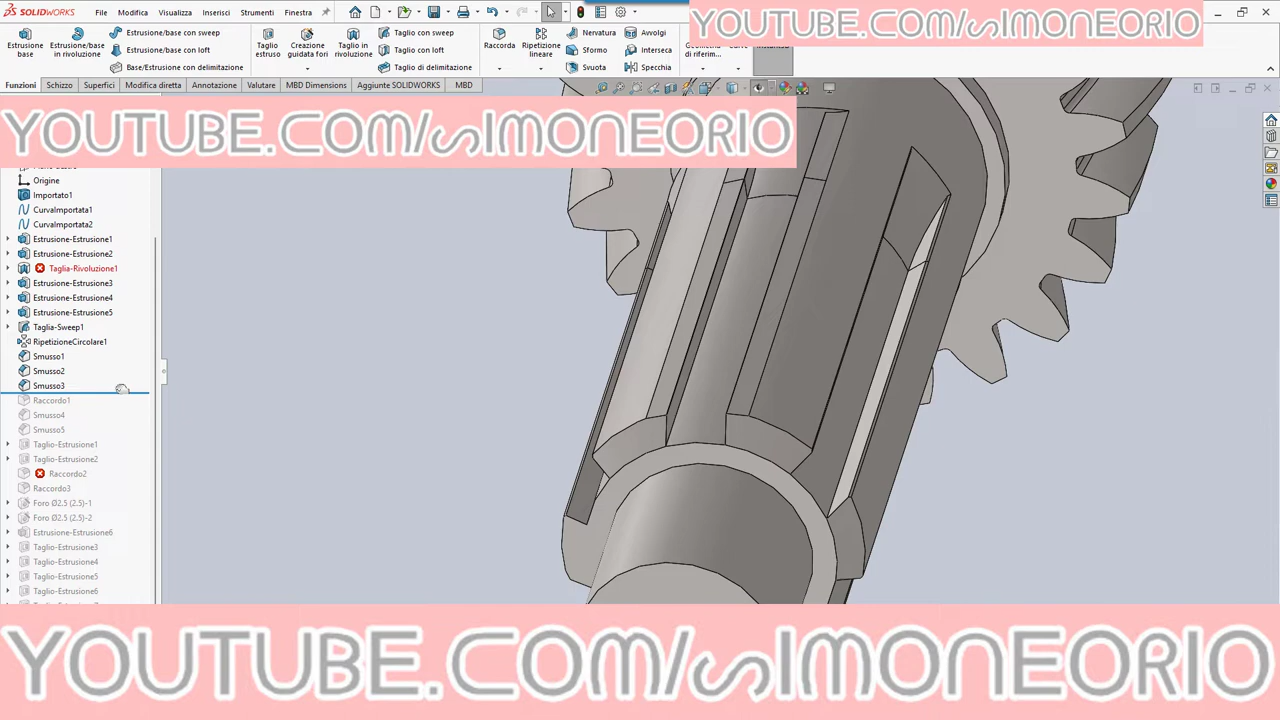 SOLIDWORKS File Modifica Visualizza Inserisci Strumenti Finestra
YOUTUBE.COM/SIMONEORIO
Estrusione base
Estrusione/base in rivoluzione
Estrusione/base con sweep
Estrusione/base con loft
Base/Estrusione con delimitazione
Taglio estruso
Creazione guidata fori
Taglio in rivoluzione
Taglio con sweep
Taglio con loft
Taglio di delimitazione
Raccorda
Ripetizione lineare
Nervatura
Sformo
Svuota
Avvolgi
Interseca
Specchia
di riferim...
Funzioni Schizzo Superfici Modifica diretta Annotazione Valutare MBD Dimensions Aggiunte SOLIDWORKS MBD
YOUTUBE.COM/SIMONEORIO
Origine
Importato1
CurvaImportata1
CurvaImportata2
Estrusione-Estrusione1
Estrusione-Estrusione2
Taglia-Rivoluzione1
Estrusione-Estrusione3
Estrusione-Estrusione4
Estrusione-Estrusione5
Taglia-Sweep1
RipetizioneCircolare1
Smusso1
Smusso2
Smusso3
Raccordo1
Smusso4
Smusso5
Taglio-Estrusione1
Taglio-Estrusione2
Raccordo2
Raccordo3
Foro Ø2.5 (2.5)-1
Foro Ø2.5 (2.5)-2
Estrusione-Estrusione6
Taglio-Estrusione3
Taglio-Estrusione4
Taglio-Estrusione5
Taglio-Estrusione6
YOUTUBE.COM/SIMONEORIO